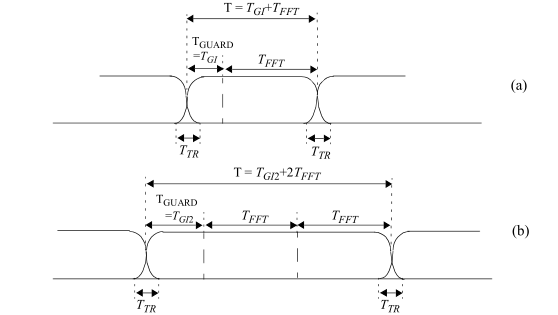 T = T_GI+T_FFT
T_GUARD
=T_GI
T_FFT
(a)
T_TR
T_TR
T = T_GI2+2T_FFT
T_GUARD
=T_GI2
T_FFT
T_FFT
(b)
T_TR
T_TR